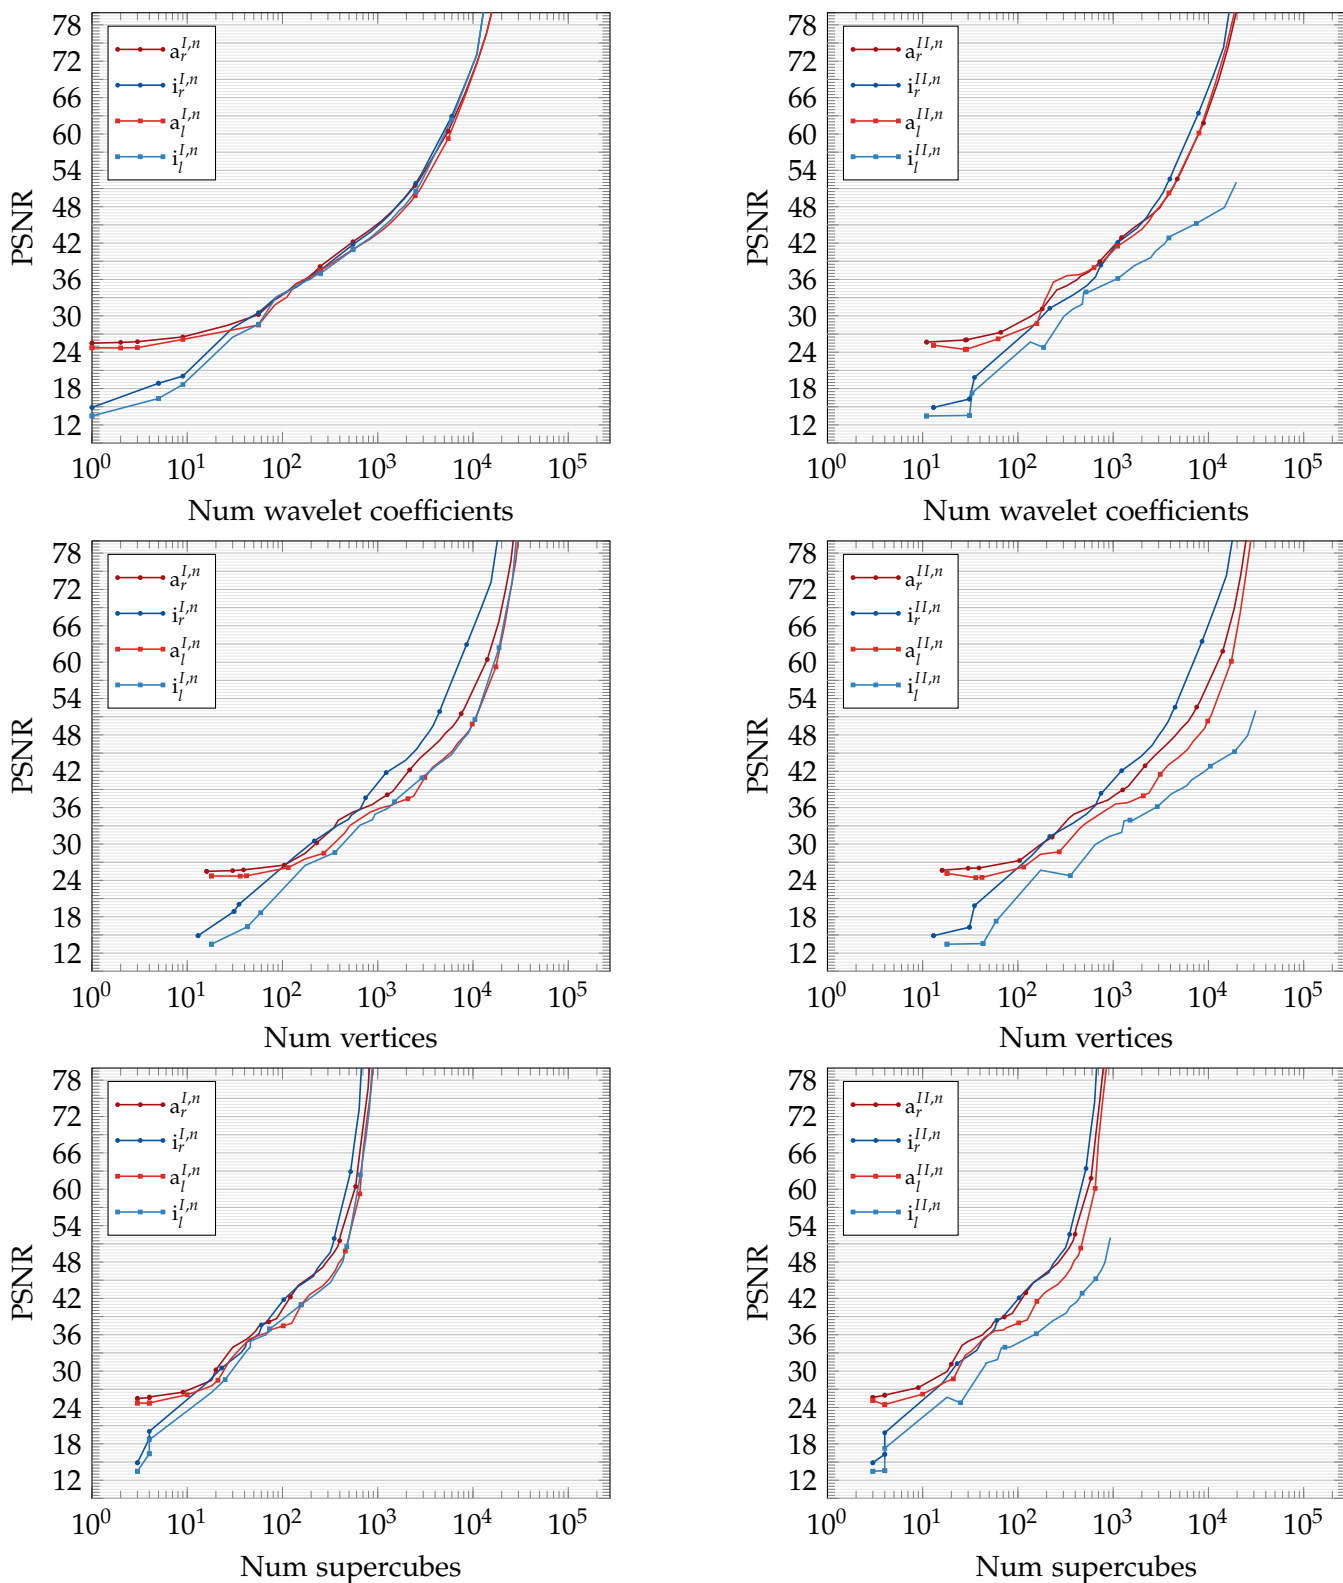 PSNR
78
72
66
60
54
48
42
36
30
24
18
12
a_r^{I,n}
i_r^{I,n}
a_l^{I,n}
i_l^{I,n}
10^0 10^1 10^2 10^3 10^4 10^5
Num wavelet coefficients
PSNR
78
72
66
60
54
48
42
36
30
24
18
12
a_r^{II,n}
i_r^{II,n}
a_l^{II,n}
i_l^{II,n}
10^0 10^1 10^2 10^3 10^4 10^5
Num wavelet coefficients
PSNR
78
72
66
60
54
48
42
36
30
24
18
12
a_r^{I,n}
i_r^{I,n}
a_l^{I,n}
i_l^{I,n}
10^0 10^1 10^2 10^3 10^4 10^5
Num vertices
PSNR
78
72
66
60
54
48
42
36
30
24
18
12
a_r^{II,n}
i_r^{II,n}
a_l^{II,n}
i_l^{II,n}
10^0 10^1 10^2 10^3 10^4 10^5
Num vertices
PSNR
78
72
66
60
54
48
42
36
30
24
18
12
a_r^{I,n}
i_r^{I,n}
a_l^{I,n}
i_l^{I,n}
10^0 10^1 10^2 10^3 10^4 10^5
Num supercubes
PSNR
78
72
66
60
54
48
42
36
30
24
18
12
a_r^{II,n}
i_r^{II,n}
a_l^{II,n}
i_l^{II,n}
10^0 10^1 10^2 10^3 10^4 10^5
Num supercubes